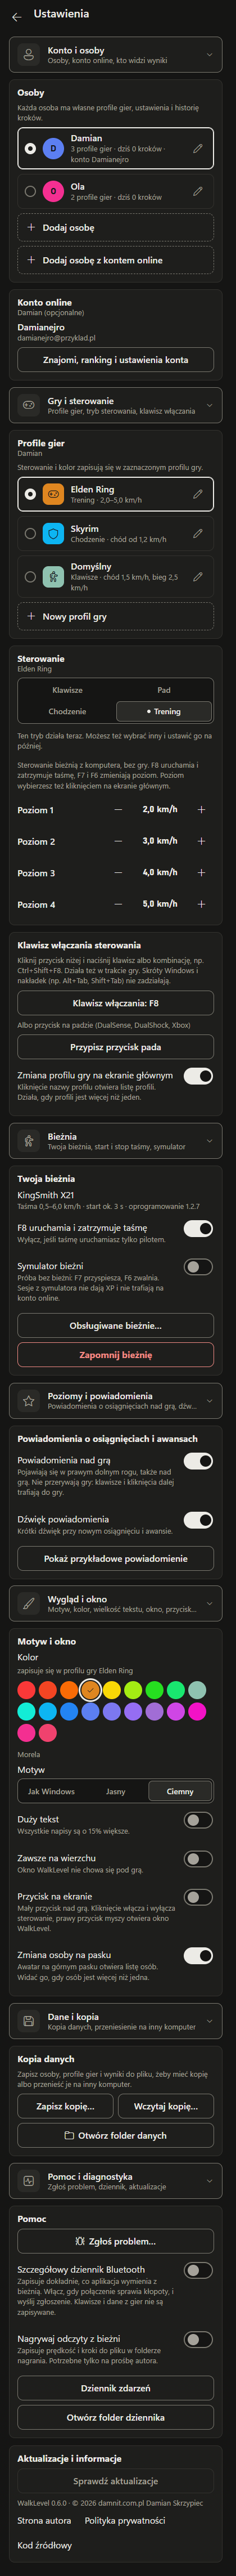 Ustawienia
Konto i osoby
Osoby, konto online, kto widzi wyniki
Osoby
Każda osoba ma własne profile gier, ustawienia i historię
kroków.
D
Damian
3 profile gier · dziś 0 kroków ·
konto Damianejro
O
Ola
2 profile gier · dziś 0 kroków
Dodaj osobę
Dodaj osobę z kontem online
Konto online
Damian (opcjonalne)
Damianejro
damianejro@przyklad.pl
Znajomi, ranking i ustawienia konta
Gry i sterowanie
Profile gier, tryb sterowania, klawisz włączania
Profile gier
Damian
Sterowanie i kolor zapisują się w zaznaczonym profilu gry.
Elden Ring
Trening · 2,0–5,0 km/h
Skyrim
Chodzenie · chód od 1,2 km/h
Domyślny
Klawisze · chód 1,5 km/h, bieg 2,5
km/h
Nowy profil gry
Sterowanie
Elden Ring
Klawisze
Pad
Chodzenie
• Trening
Ten tryb działa teraz. Możesz też wybrać inny i ustawić go na
później.
Sterowanie bieżnią z komputera, bez gry. F8 uruchamia i
zatrzymuje taśmę, F7 i F6 zmieniają poziom. Poziom
wybierzesz też kliknięciem na ekranie głównym.
Poziom 1
2,0 km/h
Poziom 2
3,0 km/h
Poziom 3
4,0 km/h
Poziom 4
5,0 km/h
Klawisz włączania sterowania
Kliknij przycisk niżej i naciśnij klawisz albo kombinację, np.
Ctrl+Shift+F8. Działa też w trakcie gry. Skróty Windows i
nakładek (np. Alt+Tab, Shift+Tab) nie zadziałają.
Klawisz włączania: F8
Albo przycisk na padzie (DualSense, DualShock, Xbox)
Przypisz przycisk pada
Zmiana profilu gry na ekranie głównym
Kliknięcie nazwy profilu otwiera listę profili.
Działa, gdy profili jest więcej niż jeden.
Bieżnia
Twoja bieżnia, start i stop taśmy, symulator
Twoja bieżnia
KingSmith X21
Taśma 0,5–6,0 km/h · start ok. 3 s · oprogramowanie 1.2.7
F8 uruchamia i zatrzymuje taśmę
Wyłącz, jeśli taśmę uruchamiasz tylko pilotem.
Symulator bieżni
Próba bez bieżni: F7 przyspiesza, F6 zwalnia.
Sesje z symulatora nie dają XP i nie trafiają na
konto online.
Obsługiwane bieżnie...
Zapomnij bieżnię
Poziomy i powiadomienia
Powiadomienia o osiągnięciach nad grą, dźw...
Powiadomienia o osiągnięciach i awansach
Powiadomienia nad grą
Pojawiają się w prawym dolnym rogu, także nad
grą. Nie przerywają gry: klawisze i kliknięcia dalej
trafiają do gry.
Dźwięk powiadomienia
Krótki dźwięk przy nowym osiągnięciu i awansie.
Pokaż przykładowe powiadomienie
Wygląd i okno
Motyw, kolor, wielkość tekstu, okno, przycisk...
Motyw i okno
Kolor
zapisuje się w profilu gry Elden Ring
Morela
Motyw
Jak Windows
Jasny
Ciemny
Duży tekst
Wszystkie napisy są o 15% większe.
Zawsze na wierzchu
Okno WalkLevel nie chowa się pod grą.
Przycisk na ekranie
Mały przycisk nad grą. Kliknięcie włącza i wyłącza
sterowanie, prawy przycisk myszy otwiera okno
WalkLevel.
Zmiana osoby na pasku
Awatar na górnym pasku otwiera listę osób.
Widać go, gdy osób jest więcej niż jedna.
Dane i kopia
Kopia danych, przeniesienie na inny komputer
Kopia danych
Zapisz osoby, profile gier i wyniki do pliku, żeby mieć kopię
albo przenieść je na inny komputer.
Zapisz kopię...
Wczytaj kopię...
Otwórz folder danych
Pomoc i diagnostyka
Zgłoś problem, dziennik, aktualizacje
Pomoc
Zgłoś problem...
Szczegółowy dziennik Bluetooth
Zapisuje dokładnie, co aplikacja wymienia z
bieżnią. Włącz, gdy połączenie sprawia kłopoty, i
wyślij zgłoszenie. Klawisze i dane z gier nie są
zapisywane.
Nagrywaj odczyty z bieżni
Zapisuje prędkość i kroki do pliku w folderze
nagrania. Potrzebne tylko na prośbę autora.
Dziennik zdarzeń
Otwórz folder dziennika
Aktualizacje i informacje
Sprawdź aktualizacje
WalkLevel 0.6.0 · © 2026 damnit.com.pl Damian Skrzypiec
Strona autora
Polityka prywatności
Kod źródłowy